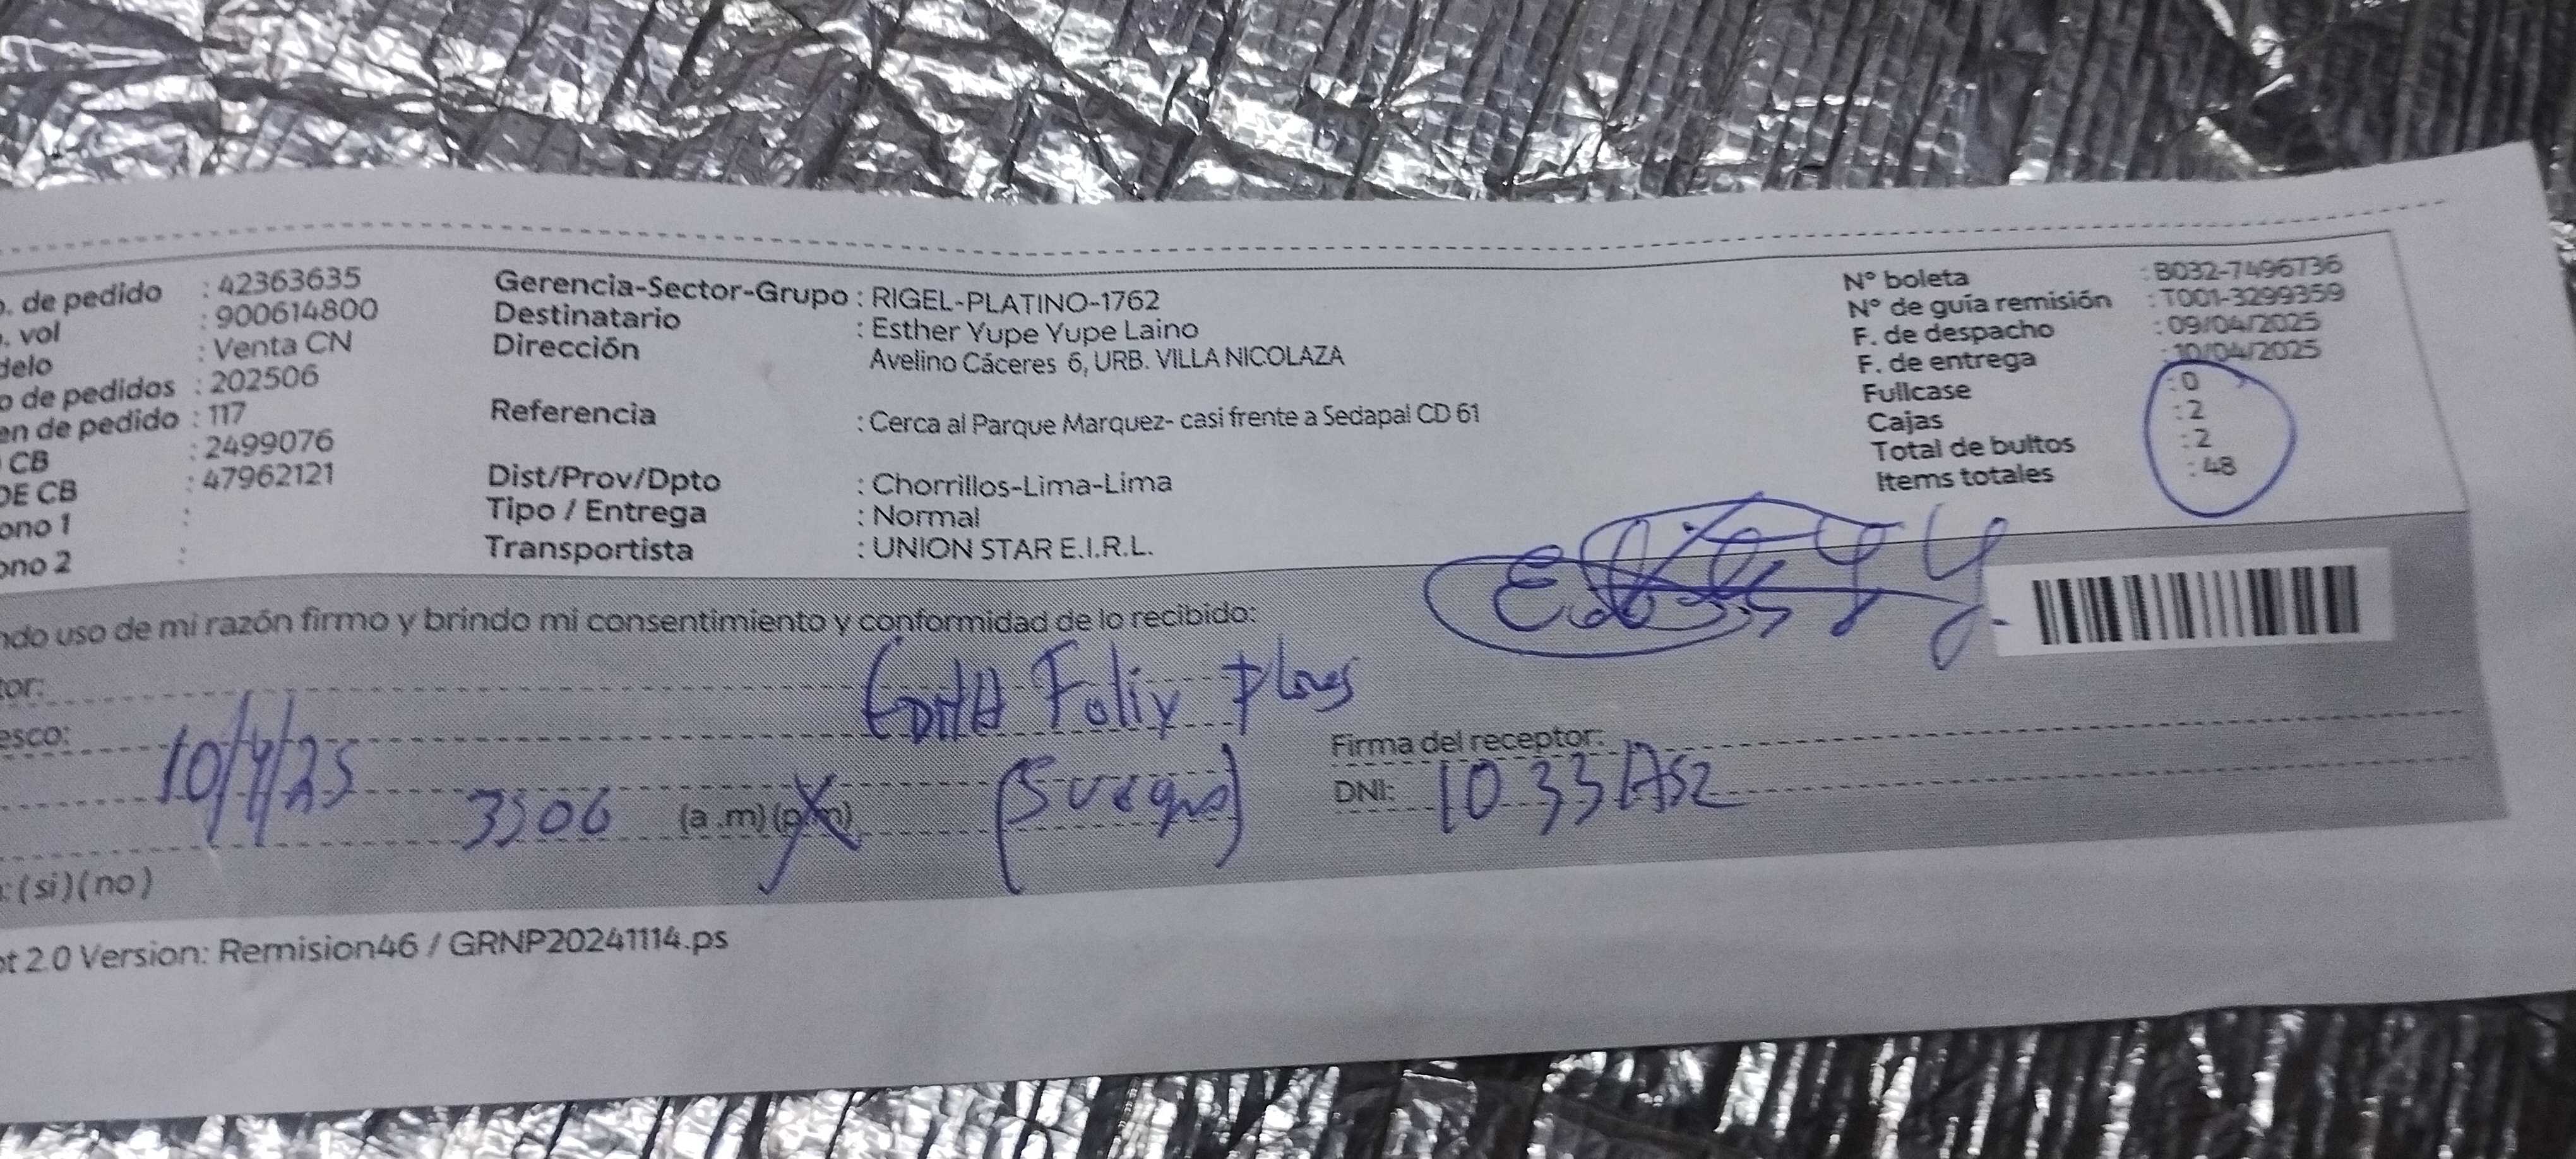 o. de pedido : 42363635
. vol : 900614800
delo : Venta CN
o de pedidos : 202506
en de pedido : 117
CB : 2499076
DE CB : 47962121
ono 1 :
ono 2 :
Gerencia-Sector-Grupo : RIGEL-PLATINO-1762
Destinatario : Esther Yupe Yupe Laino
Dirección Avelino Cáceres 6, URB. VILLA NICOLAZA
Referencia : Cerca al Parque Marquez- casi frente a Sedapal CD 61
Dist/Prov/Dpto : Chorrillos-Lima-Lima
Tipo / Entrega : Normal
Transportista : UNION STAR E.I.R.L.
N° boleta : B032-7496736
N° de guía remisión : T001-3299359
F. de despacho : 09/04/2025
F. de entrega : 10/04/2025
Fullcase : 0
Cajas : 2
Total de bultos : 2
Items totales : 48
ndo uso de mi razón firmo y brindo mi consentimiento y conformidad de lo recibido:
tor:
Felix Flores
esco:
Firma del receptor:
10/4/25
(Suegra)
DNI:
(a .m) (p.m)
: (si) (no)
ot 2.0 Version: Remision46 / GRNP20241114.ps